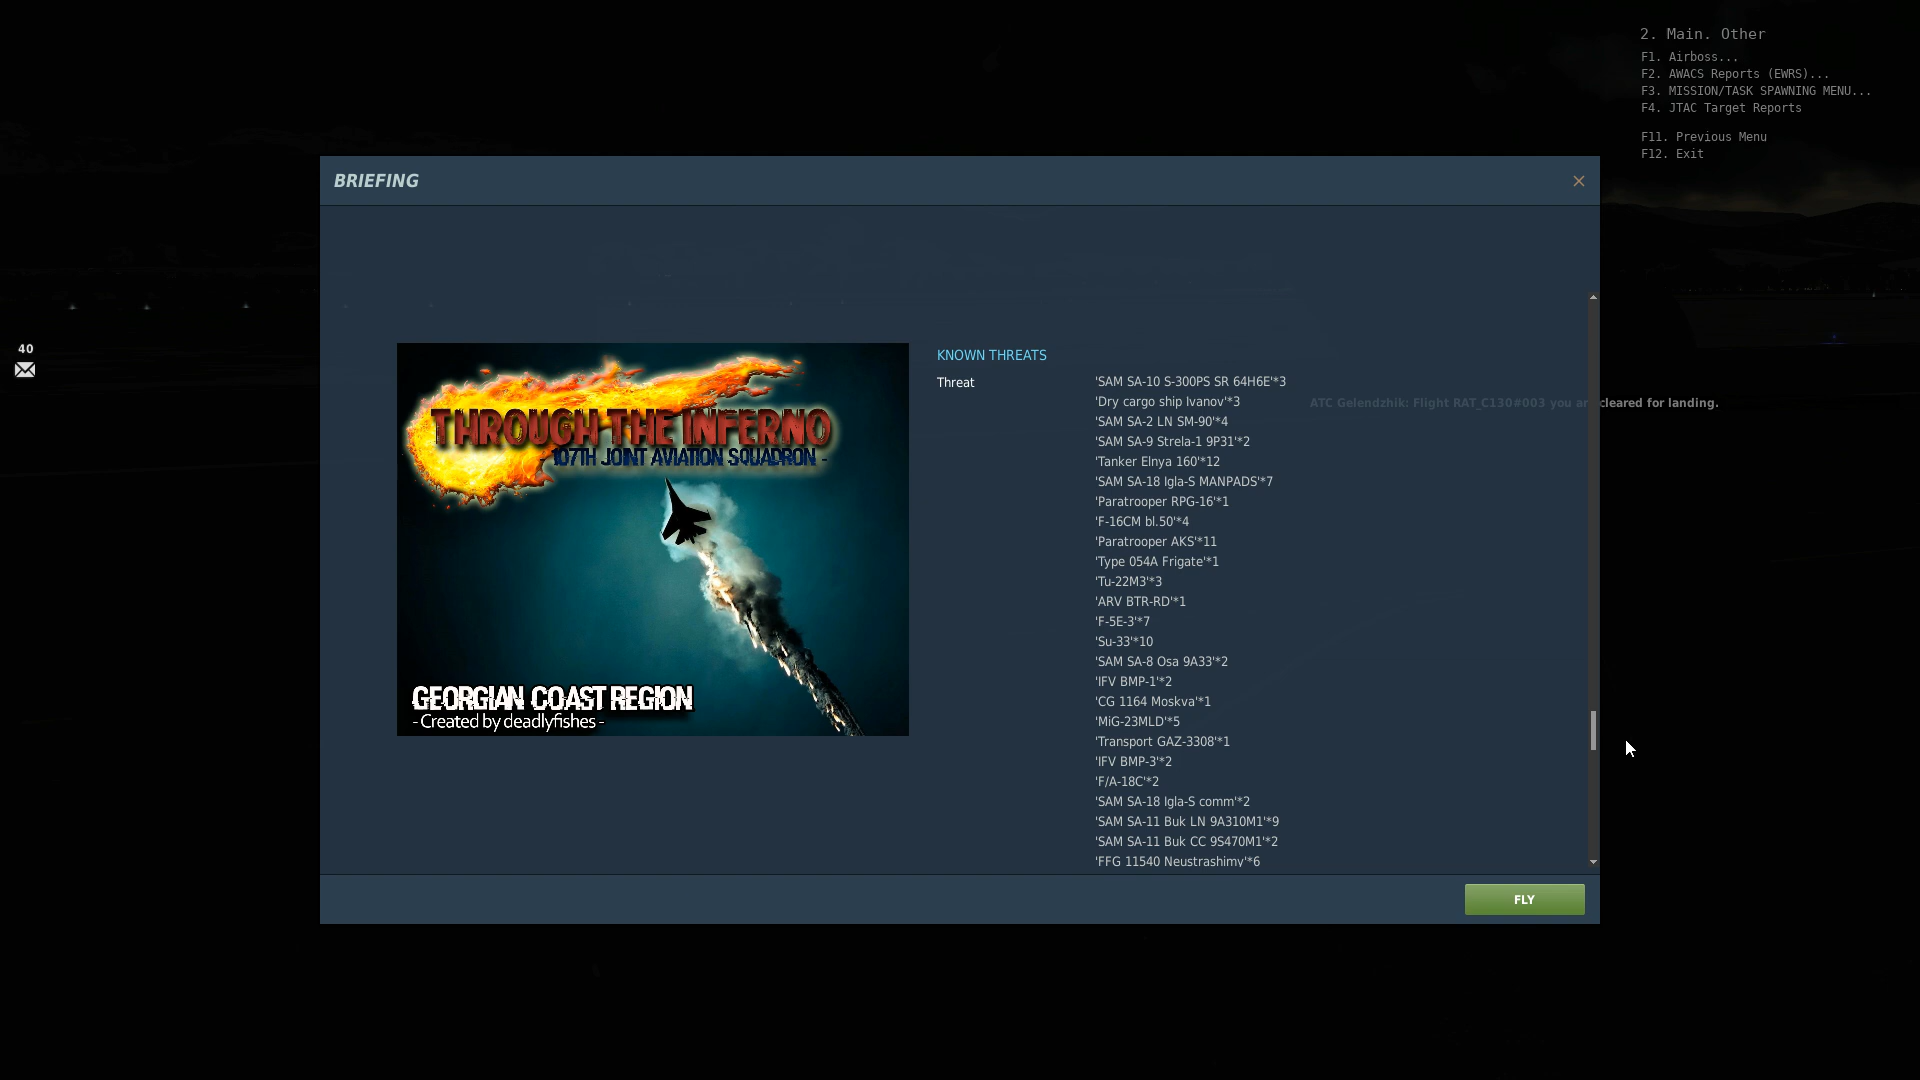 2. Main. Other
F1. Airboss...
F2. AWACS Reports (EWRS)...
F3. MISSION/TASK SPAWNING MENU...
F4. JTAC Target Reports
F11. Previous Menu
F12. Exit
BRIEFING
40
THROUGH THE INFERNO
- 107TH JOINT AVIATION SQUADRON -
GEORGIAN COAST REGION
- Created by deadlyfishes -
KNOWN THREATS
Threat
'SAM SA-10 S-300PS SR 64H6E'*3
'Dry cargo ship Ivanov'*3
'SAM SA-2 LN SM-90'*4
'SAM SA-9 Strela-1 9P31'*2
'Tanker Elnya 160'*12
'SAM SA-18 Igla-S MANPADS'*7
'Paratrooper RPG-16'*1
'F-16CM bl.50'*4
'Paratrooper AKS'*11
'Type 054A Frigate'*1
'Tu-22M3'*3
'ARV BTR-RD'*1
'F-5E-3'*7
'Su-33'*10
'SAM SA-8 Osa 9A33'*2
'IFV BMP-1'*2
'CG 1164 Moskva'*1
'MiG-23MLD'*5
'Transport GAZ-3308'*1
'IFV BMP-3'*2
'F/A-18C'*2
'SAM SA-18 Igla-S comm'*2
'SAM SA-11 Buk LN 9A310M1'*9
'SAM SA-11 Buk CC 9S470M1'*2
'FFG 11540 Neustrashimy'*6
ATC Gelendzhik: Flight RAT_C130#003 you are cleared for landing.
FLY